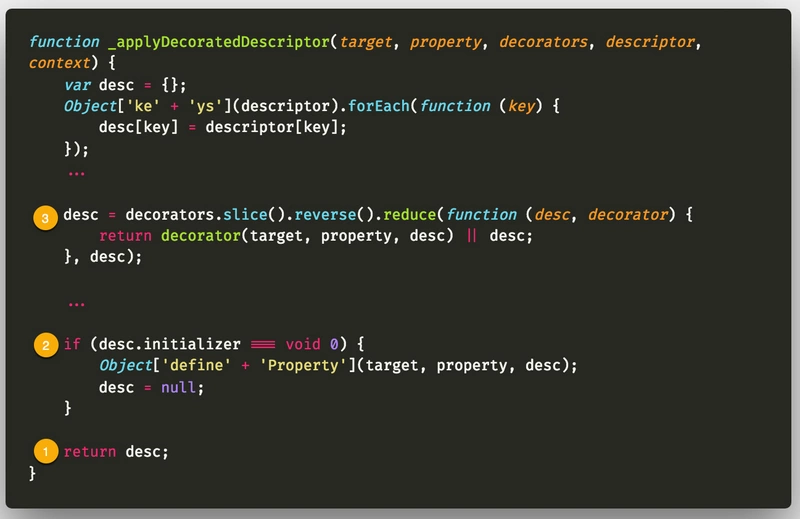 function _applyDecoratedDescriptor(target, property, decorators, descriptor,
context) {
    var desc = {};
    Object['ke' + 'ys'](descriptor).forEach(function (key) {
        desc[key] = descriptor[key];
    });
    ...
3   desc = decorators.slice().reverse().reduce(function (desc, decorator) {
        return decorator(target, property, desc) || desc;
    }, desc);
    ...
2   if (desc.initializer === void 0) {
        Object['define' + 'Property'](target, property, desc);
        desc = null;
    }
1   return desc;
}